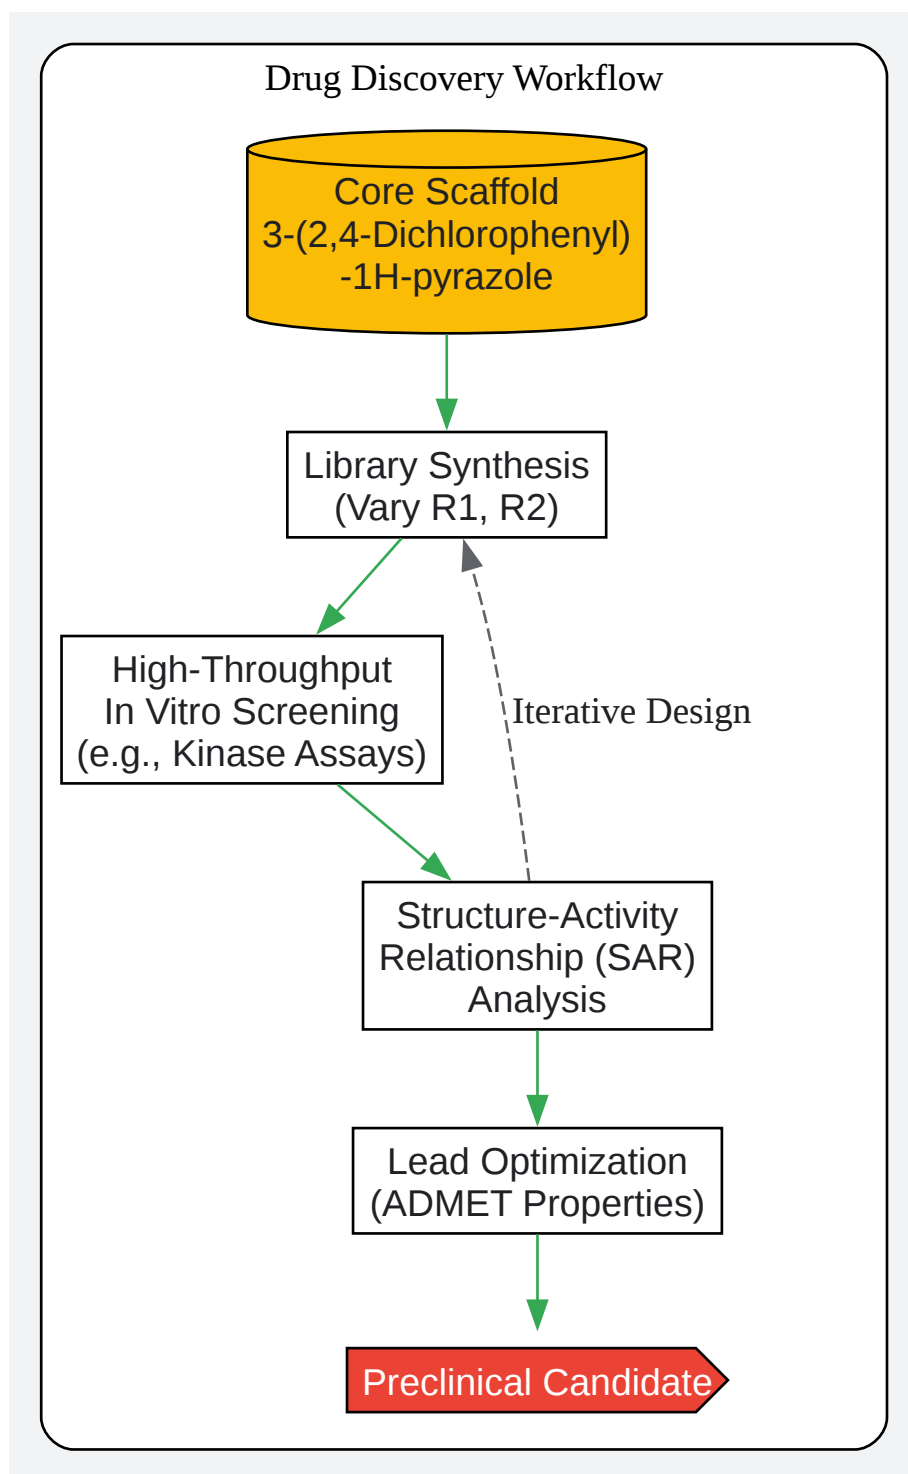 Drug Discovery Workflow
Core Scaffold
3-(2,4-Dichlorophenyl)
-1H-pyrazole
Library Synthesis
(Vary R1, R2)
High-Throughput
In Vitro Screening
(e.g., Kinase Assays)
Iterative Design
Structure-Activity
Relationship (SAR)
Analysis
Lead Optimization
(ADMET Properties)
Preclinical Candidate